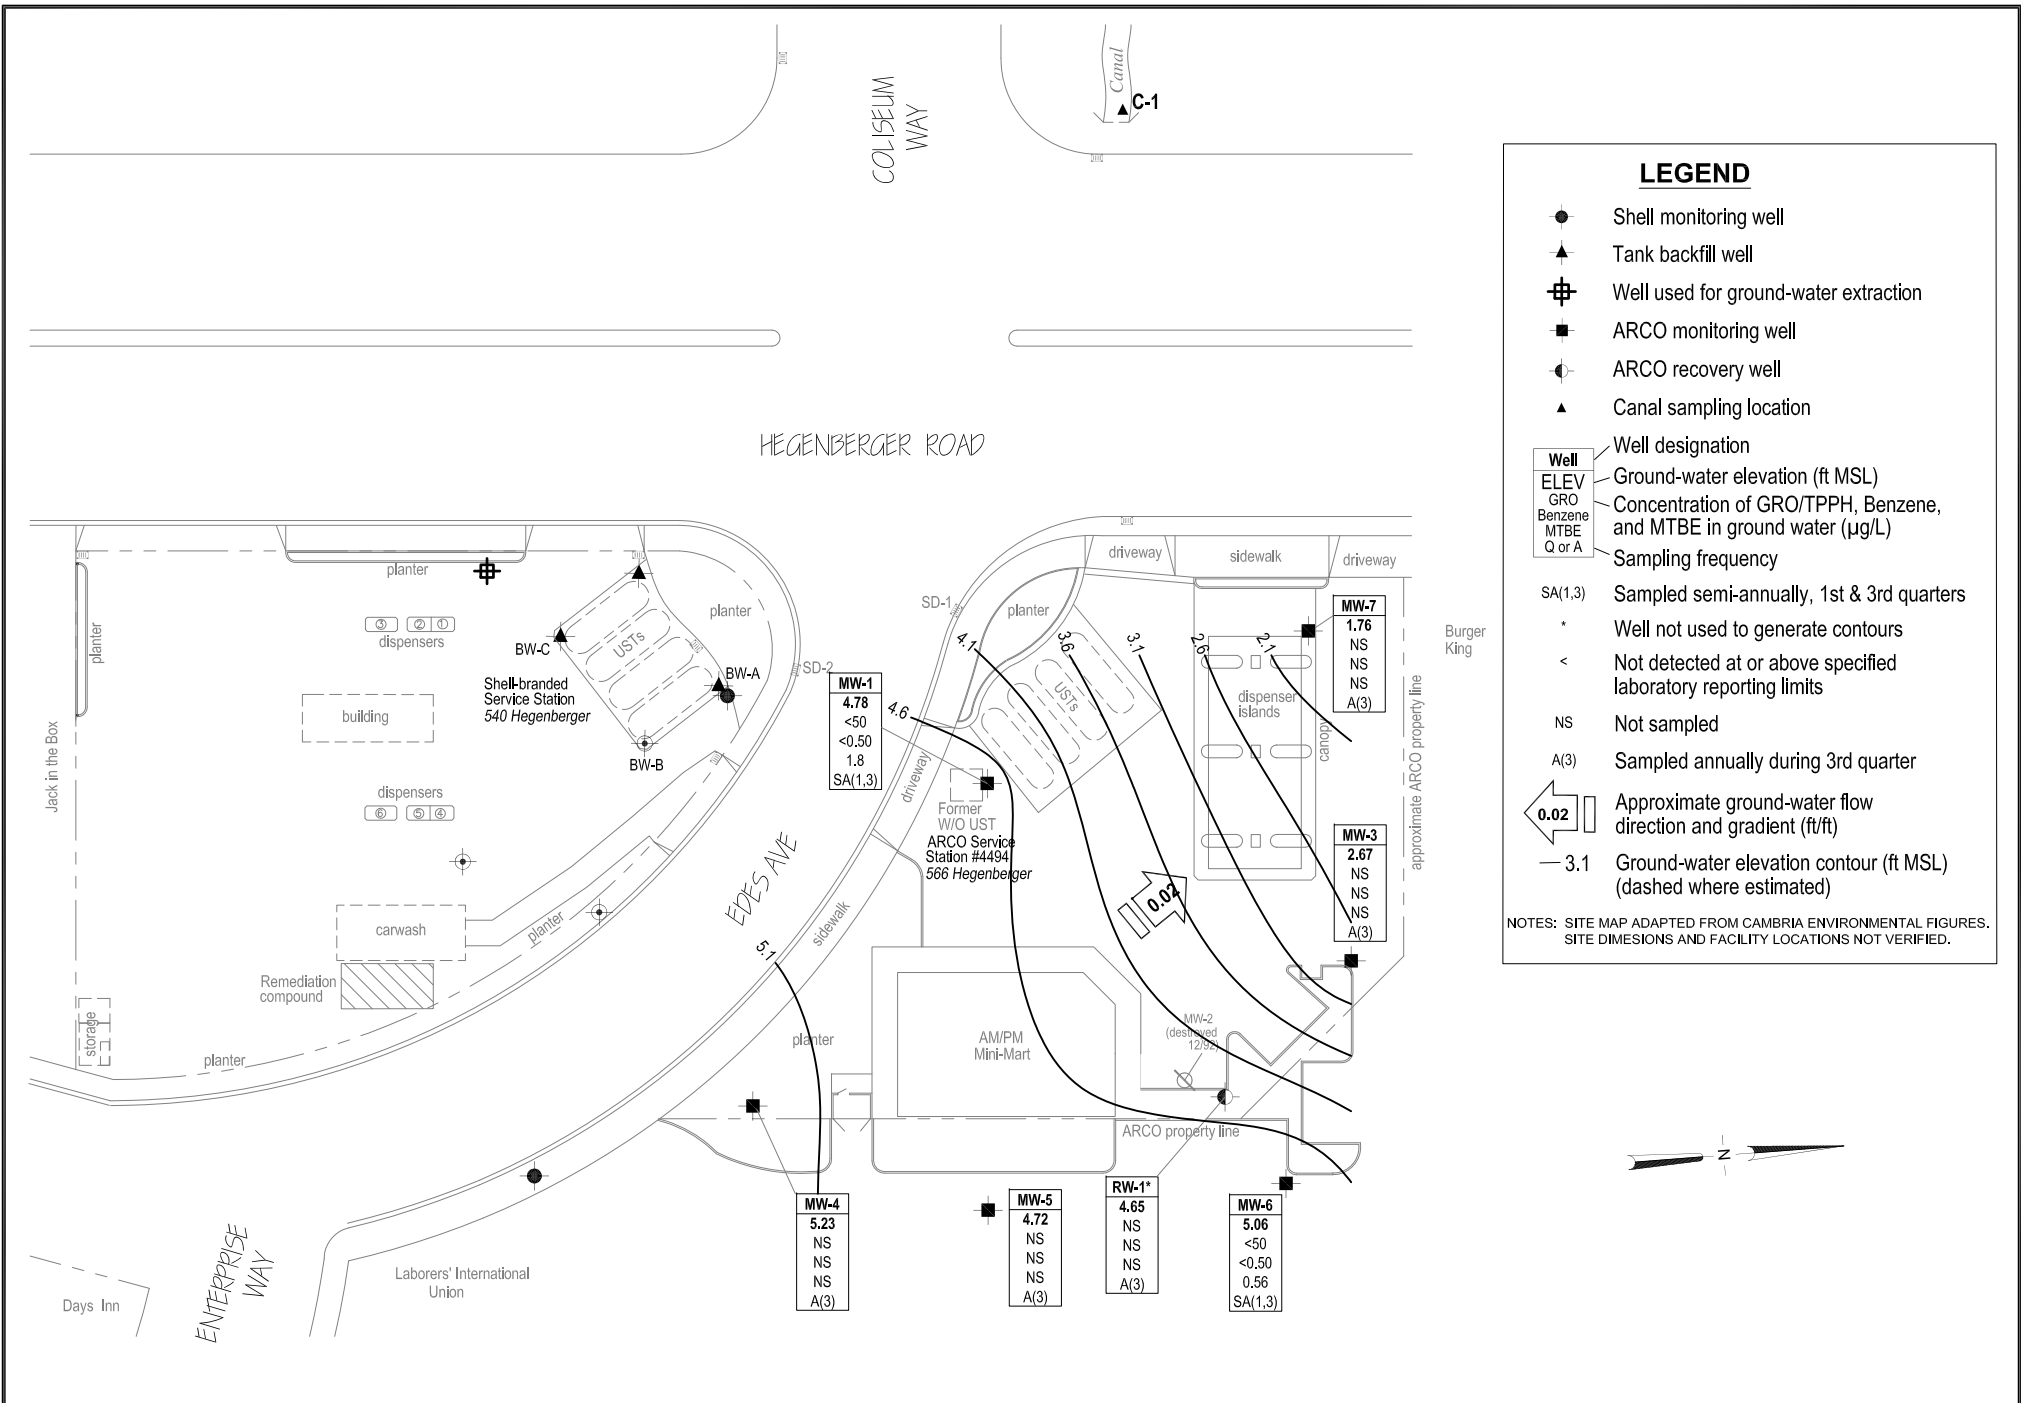 Canal
C-1
COLISEUM
WAY
HEGENBERGER ROAD
LEGEND
Shell monitoring well
Tank backfill well
Well used for ground-water extraction
ARCO monitoring well
ARCO recovery well
Canal sampling location
Well
ELEV
GRO
Benzene
MTBE
Q or A
Well designation
Ground-water elevation (ft MSL)
Concentration of GRO/TPPH, Benzene,
and MTBE in ground water (µg/L)
Sampling frequency
SA(1,3) Sampled semi-annually, 1st & 3rd quarters
* Well not used to generate contours
< Not detected at or above specified
laboratory reporting limits
NS Not sampled
A(3) Sampled annually during 3rd quarter
0.02 Approximate ground-water flow
direction and gradient (ft/ft)
3.1 Ground-water elevation contour (ft MSL)
(dashed where estimated)
NOTES: SITE MAP ADAPTED FROM CAMBRIA ENVIRONMENTAL FIGURES.
SITE DIMESIONS AND FACILITY LOCATIONS NOT VERIFIED.
planter
planter
planter
3 2 1
dispensers
USTs
BW-C
BW-A
BW-B
SD-2
SD-1
Shell-branded
Service Station
540 Hegenberger
building
Jack in the Box
dispensers
6 5 4
carwash
planter
Remediation
compound
storage
planter
EDES AVE
sidewalk
driveway
planter
driveway
sidewalk
driveway
4.1
3.6
3.1
2.6
2.1
4.6
5.1
USTs
dispenser
islands
canopy
approximate ARCO property line
Burger
King
MW-7
1.76
NS
NS
NS
A(3)
MW-1
4.78
<50
<0.50
1.8
SA(1,3)
Former
W/O UST
ARCO Service
Station #4494
566 Hegenberger
0.02
MW-3
2.67
NS
NS
NS
A(3)
planter
AM/PM
Mini-Mart
MW-2
(destroyed
12/92)
ARCO property line
N
MW-4
5.23
NS
NS
NS
A(3)
MW-5
4.72
NS
NS
NS
A(3)
RW-1*
4.65
NS
NS
NS
A(3)
MW-6
5.06
<50
<0.50
0.56
SA(1,3)
Laborers' International
Union
ENTERPRISE
WAY
Days Inn